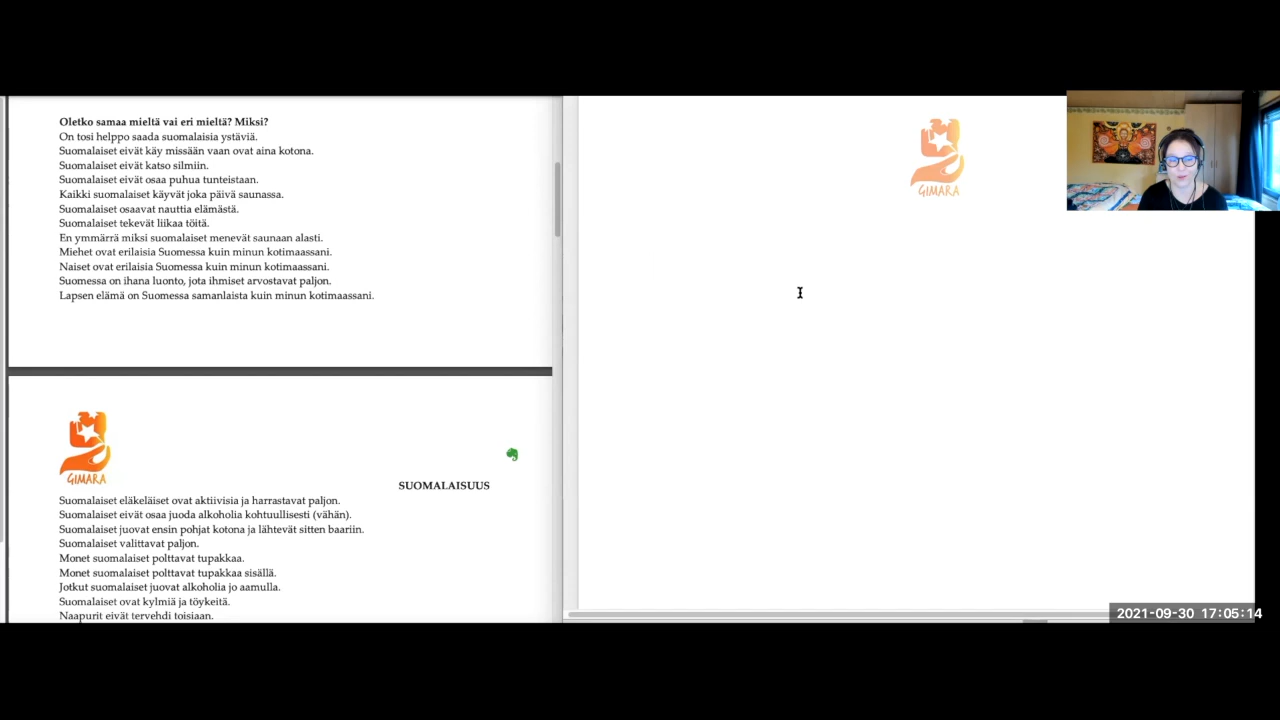 Oletko samaa mieltä vai eri mieltä? Miksi?
On tosi helppo saada suomalaisia ystäviä.
Suomalaiset eivät käy missään vaan ovat aina kotona.
Suomalaiset eivät katso silmiin.
Suomalaiset eivät osaa puhua tunteistaan.
Kaikki suomalaiset käyvät joka päivä saunassa.
Suomalaiset osaavat nauttia elämästä.
Suomalaiset tekevät liikaa töitä.
En ymmärrä miksi suomalaiset menevät saunaan alasti.
Miehet ovat erilaisia Suomessa kuin minun kotimaassani.
Naiset ovat erilaisia Suomessa kuin minun kotimaassani.
Suomessa on ihana luonto, jota ihmiset arvostavat paljon.
Lapsen elämä on Suomessa samanlaista kuin minun kotimaassani.
GIMARA
SUOMALAISUUS
Suomalaiset eläkeläiset ovat aktiivisia ja harrastavat paljon.
Suomalaiset eivät osaa juoda alkoholia kohtuullisesti (vähän).
Suomalaiset juovat ensin pohjat kotona ja lähtevät sitten baariin.
Suomalaiset valittavat paljon.
Monet suomalaiset polttavat tupakkaa.
Monet suomalaiset polttavat tupakkaa sisällä.
Jotkut suomalaiset juovat alkoholia jo aamulla.
Suomalaiset ovat kylmiä ja töykeitä.
Naapurit eivät tervehdi toisiaan.
GIMARA
2021-09-30 17:05:14